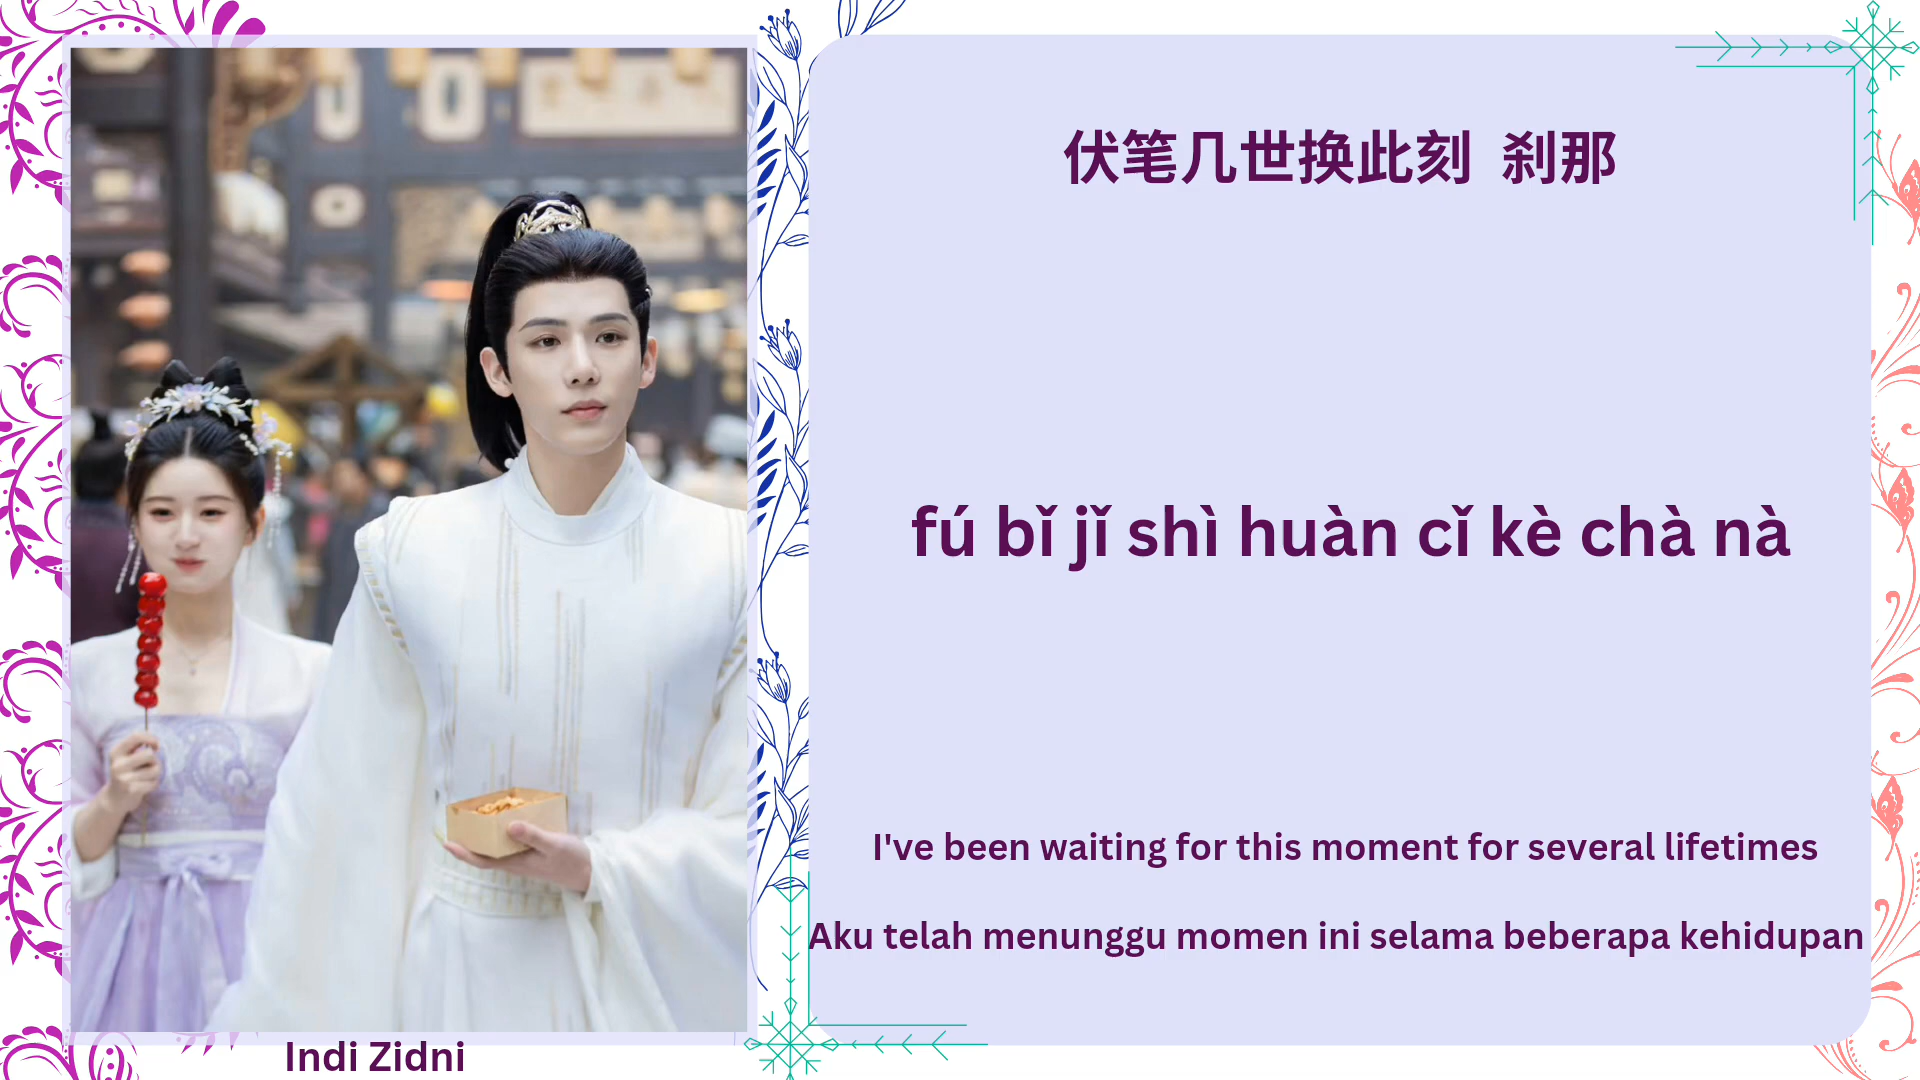 伏笔几世换此刻 刹那
fú bǐ jǐ shì huàn cǐ kè chà nà
I've been waiting for this moment for several lifetimes
Aku telah menunggu momen ini selama beberapa kehidupan
Indi Zidni